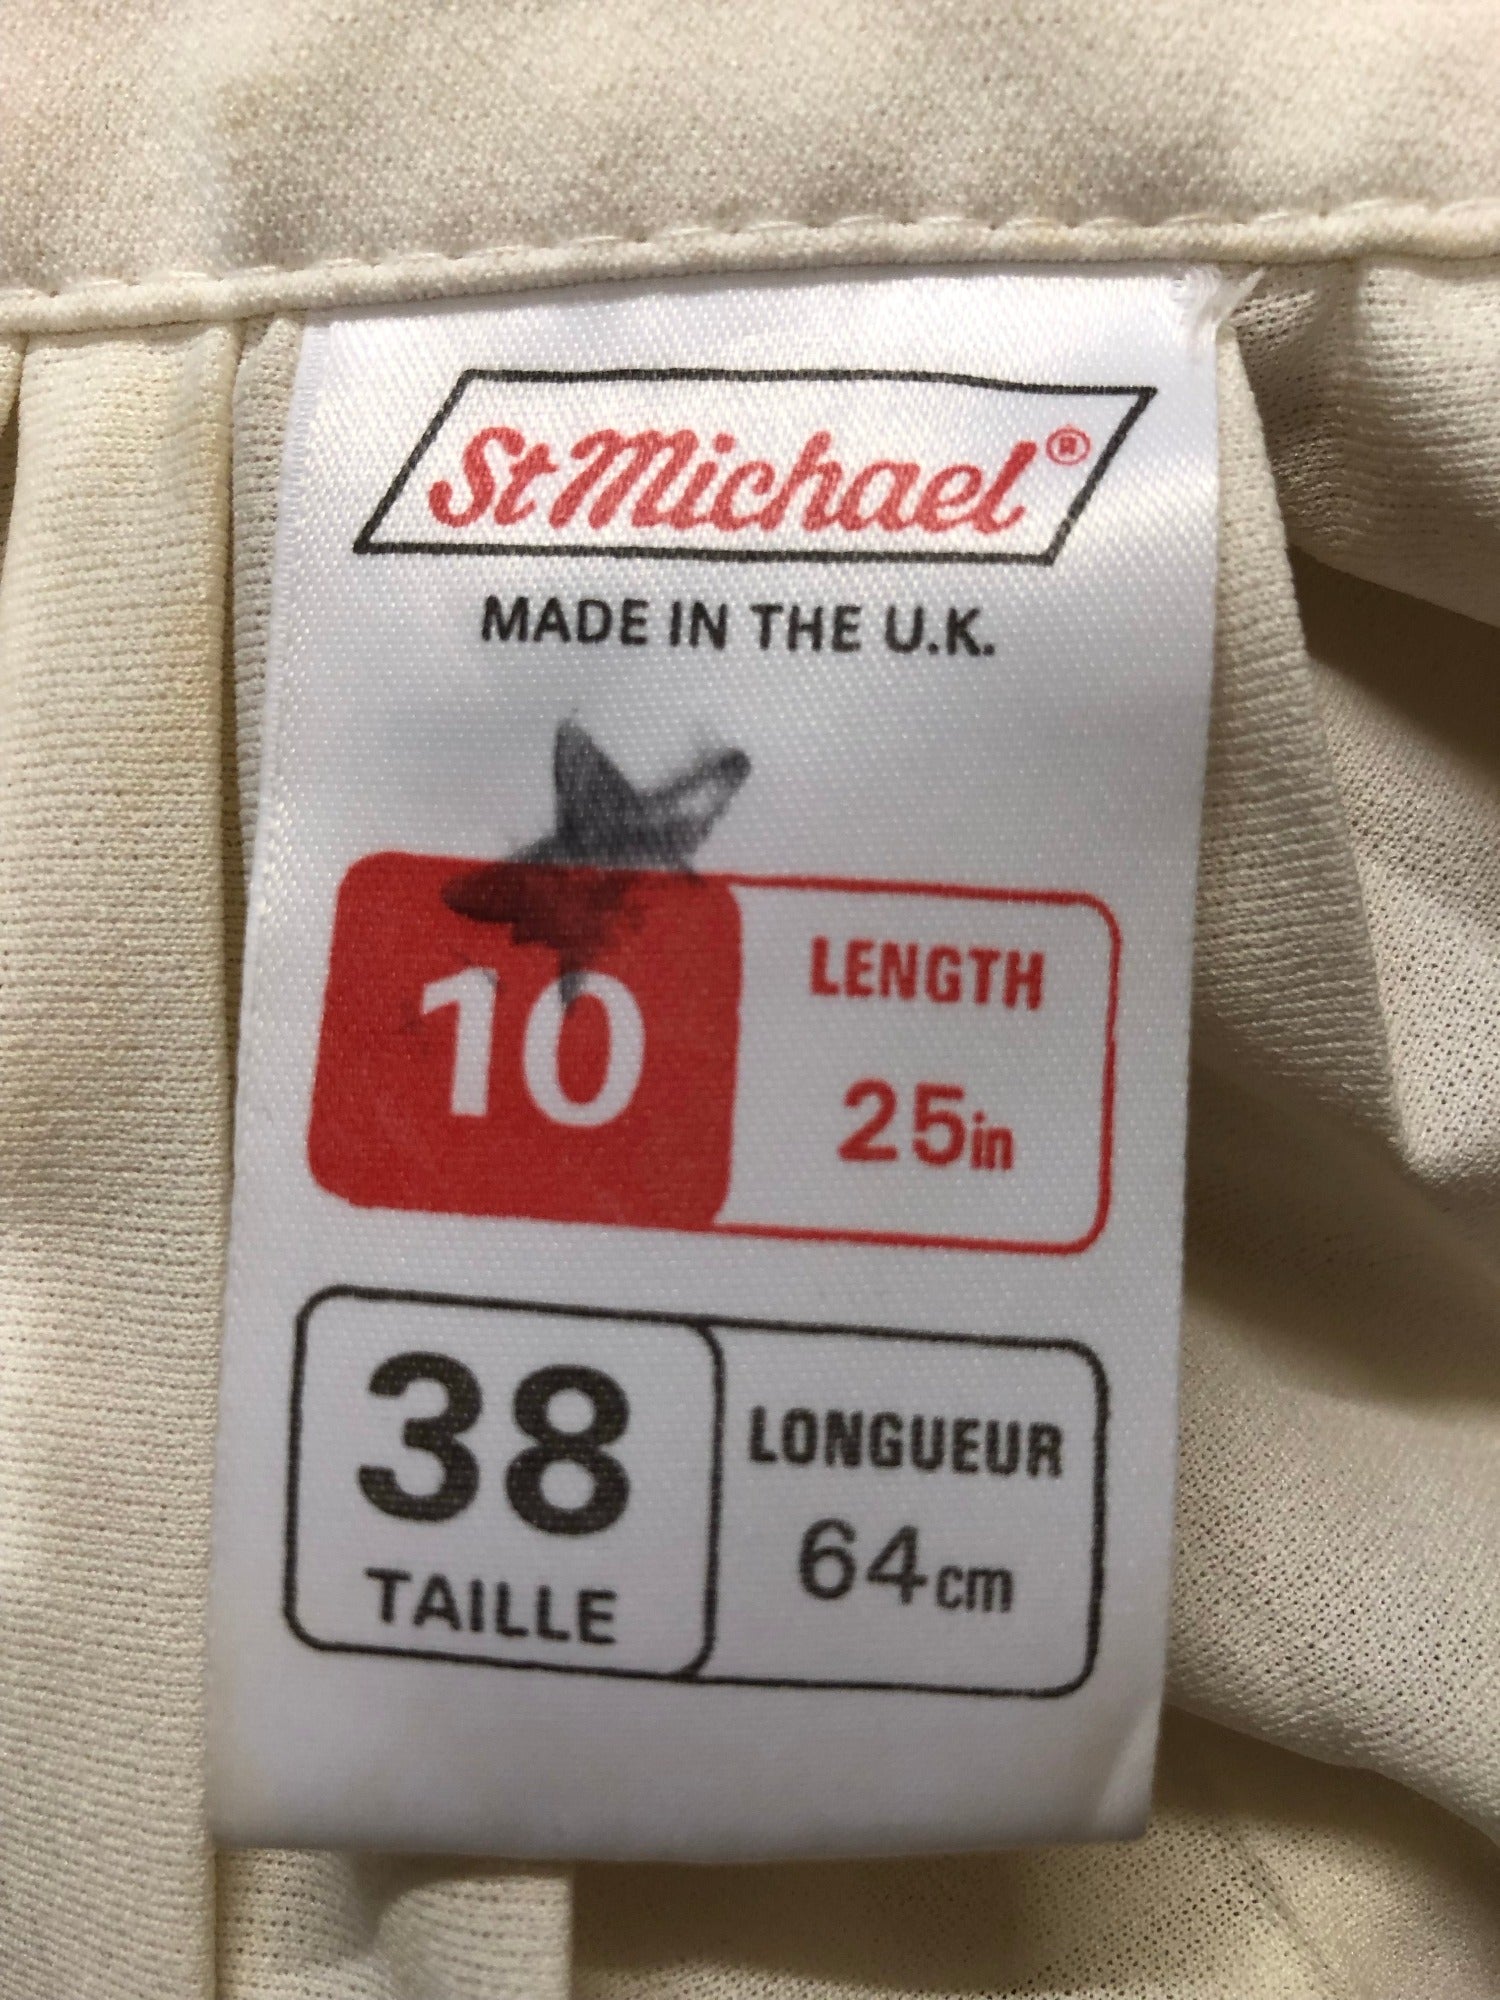 St Michael®
MADE IN THE U.K.
10
LENGTH
25in
38
TAILLE
LONGUEUR
64cm